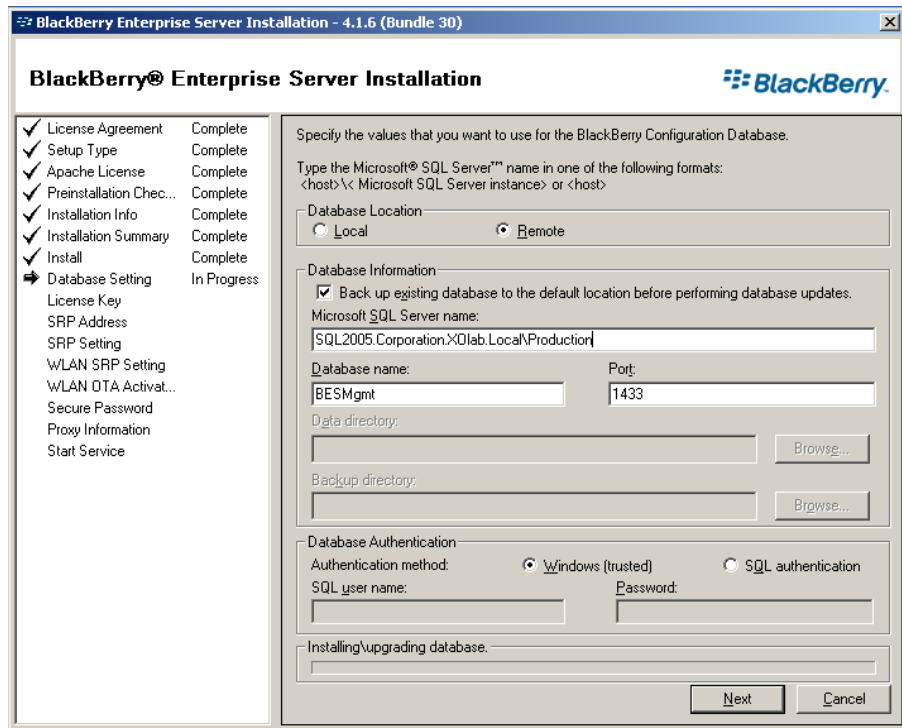 BlackBerry Enterprise Server Installation - 4.1.6 (Bundle 30)
BlackBerry® Enterprise Server Installation
BlackBerry.
License Agreement Complete
Setup Type Complete
Apache License Complete
Preinstallation Chec... Complete
Installation Info Complete
Installation Summary Complete
Install Complete
Database Setting In Progress
License Key
SRP Address
SRP Setting
WLAN SRP Setting
WLAN OTA Activat...
Secure Password
Proxy Information
Start Service
Specify the values that you want to use for the BlackBerry Configuration Database.
Type the Microsoft® SQL Server™ name in one of the following formats:
<host>\< Microsoft SQL Server instance> or <host>
Database Location
Local Remote
Database Information
Back up existing database to the default location before performing database updates.
Microsoft SQL Server name:
SQL2005.Corporation.XOlab.Local\Production
Database name: Port:
BESMgmt 1433
Data directory:
Browse...
Backup directory:
Browse...
Database Authentication
Authentication method: Windows (trusted) SQL authentication
SQL user name: Password:
Installing\upgrading database.
Next Cancel